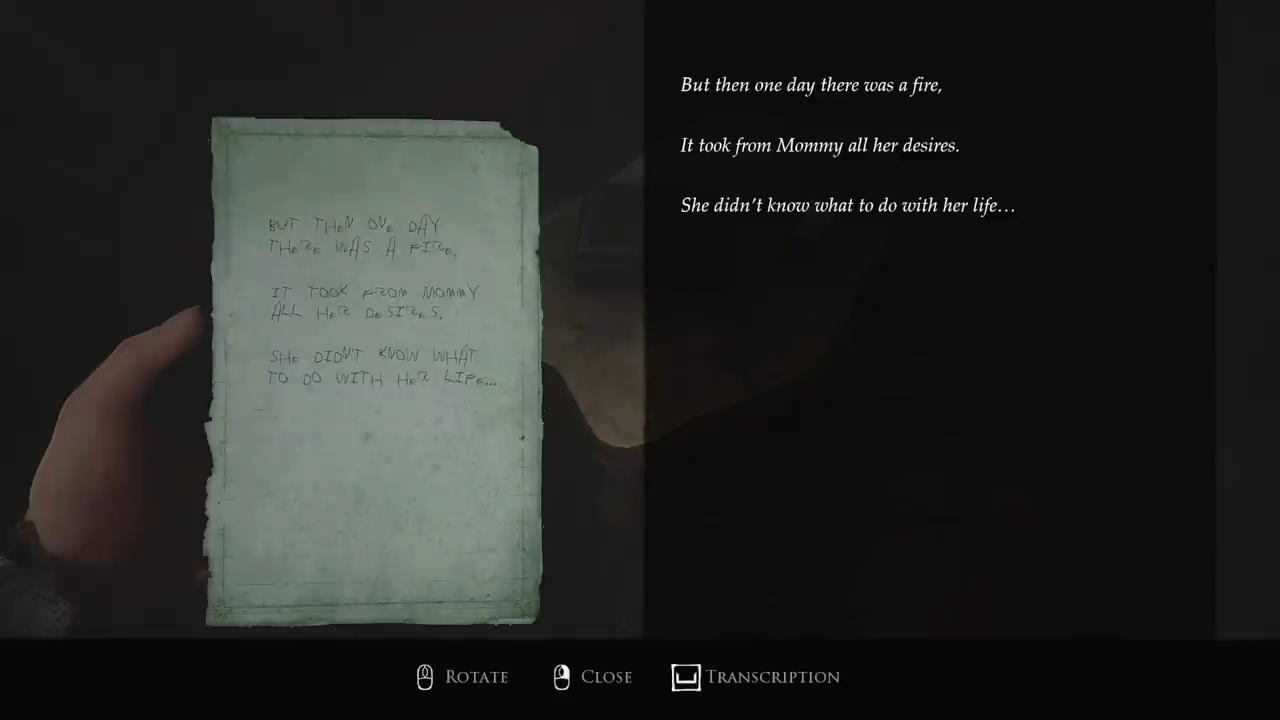 BUT THEN ONE DAY
THERE WAS A FIRE.
IT TOOK FROM MOMMY
ALL HER DESIRES.
SHE DIDN'T KNOW WHAT
TO DO WITH HER LIFE...
But then one day there was a fire,
It took from Mommy all her desires.
She didn't know what to do with her life...
ROTATE
CLOSE
TRANSCRIPTION